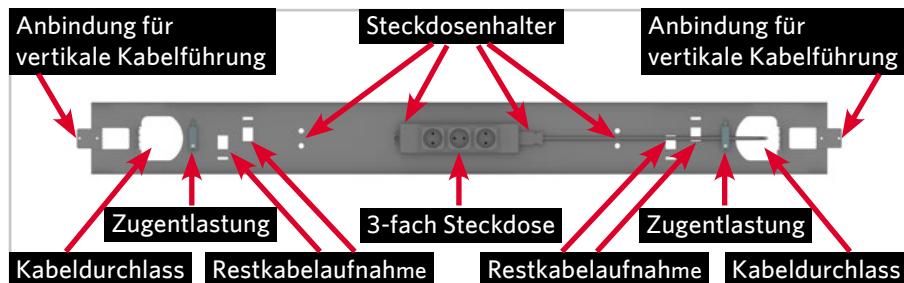 Anbindung für
vertikale Kabelführung
Steckdosenhalter
Anbindung für
vertikale Kabelführung
Zugentlastung
3-fach Steckdose
Zugentlastung
Kabeldurchlass
Restkabelaufnahme
Restkabelaufnahme
Kabeldurchlass